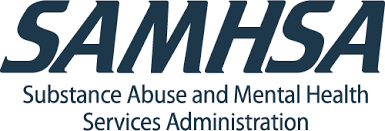 SAMHSA
Substance Abuse and Mental Health
Services Administration